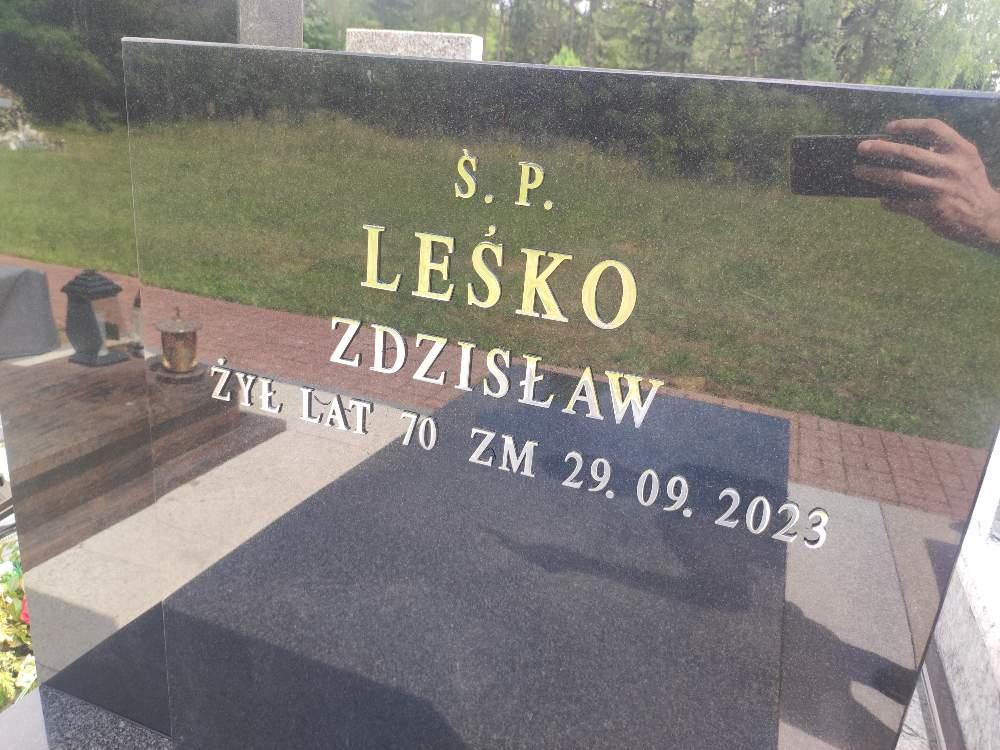 Ś. P.
LEŚKO
ZDZISŁAW
ŻYŁ LAT 70 ZM 29. 09. 2023